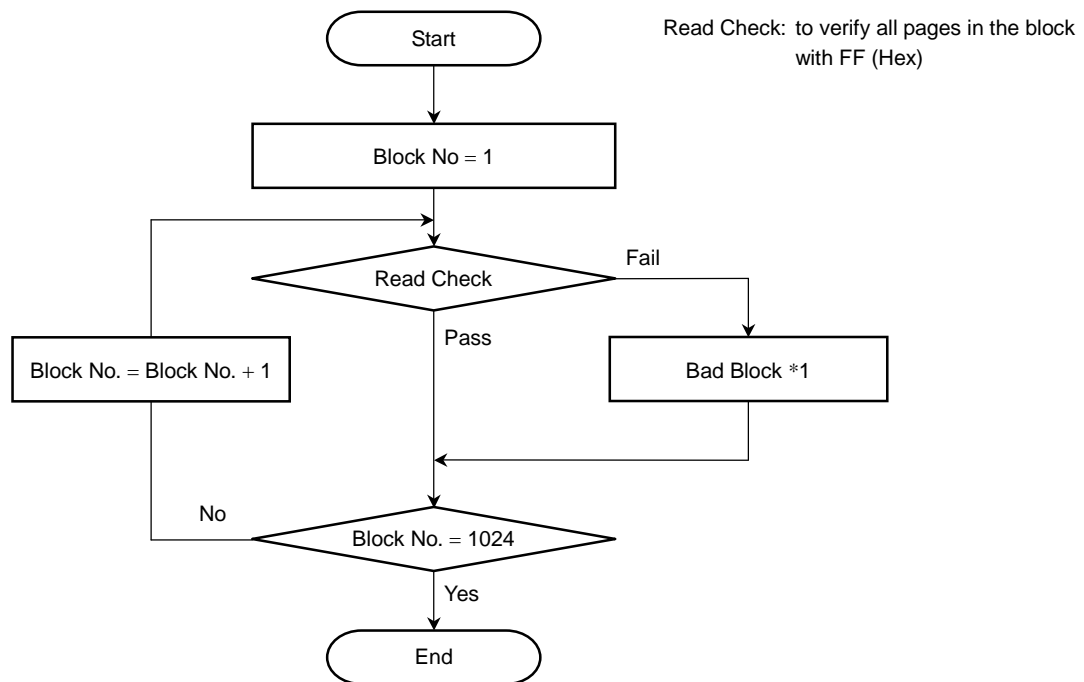 Start
Read Check: to verify all pages in the block
with FF (Hex)
Block No = 1
Read Check
Fail
Pass
Block No. = Block No. + 1
Bad Block *1
No
Block No. = 1024
Yes
End